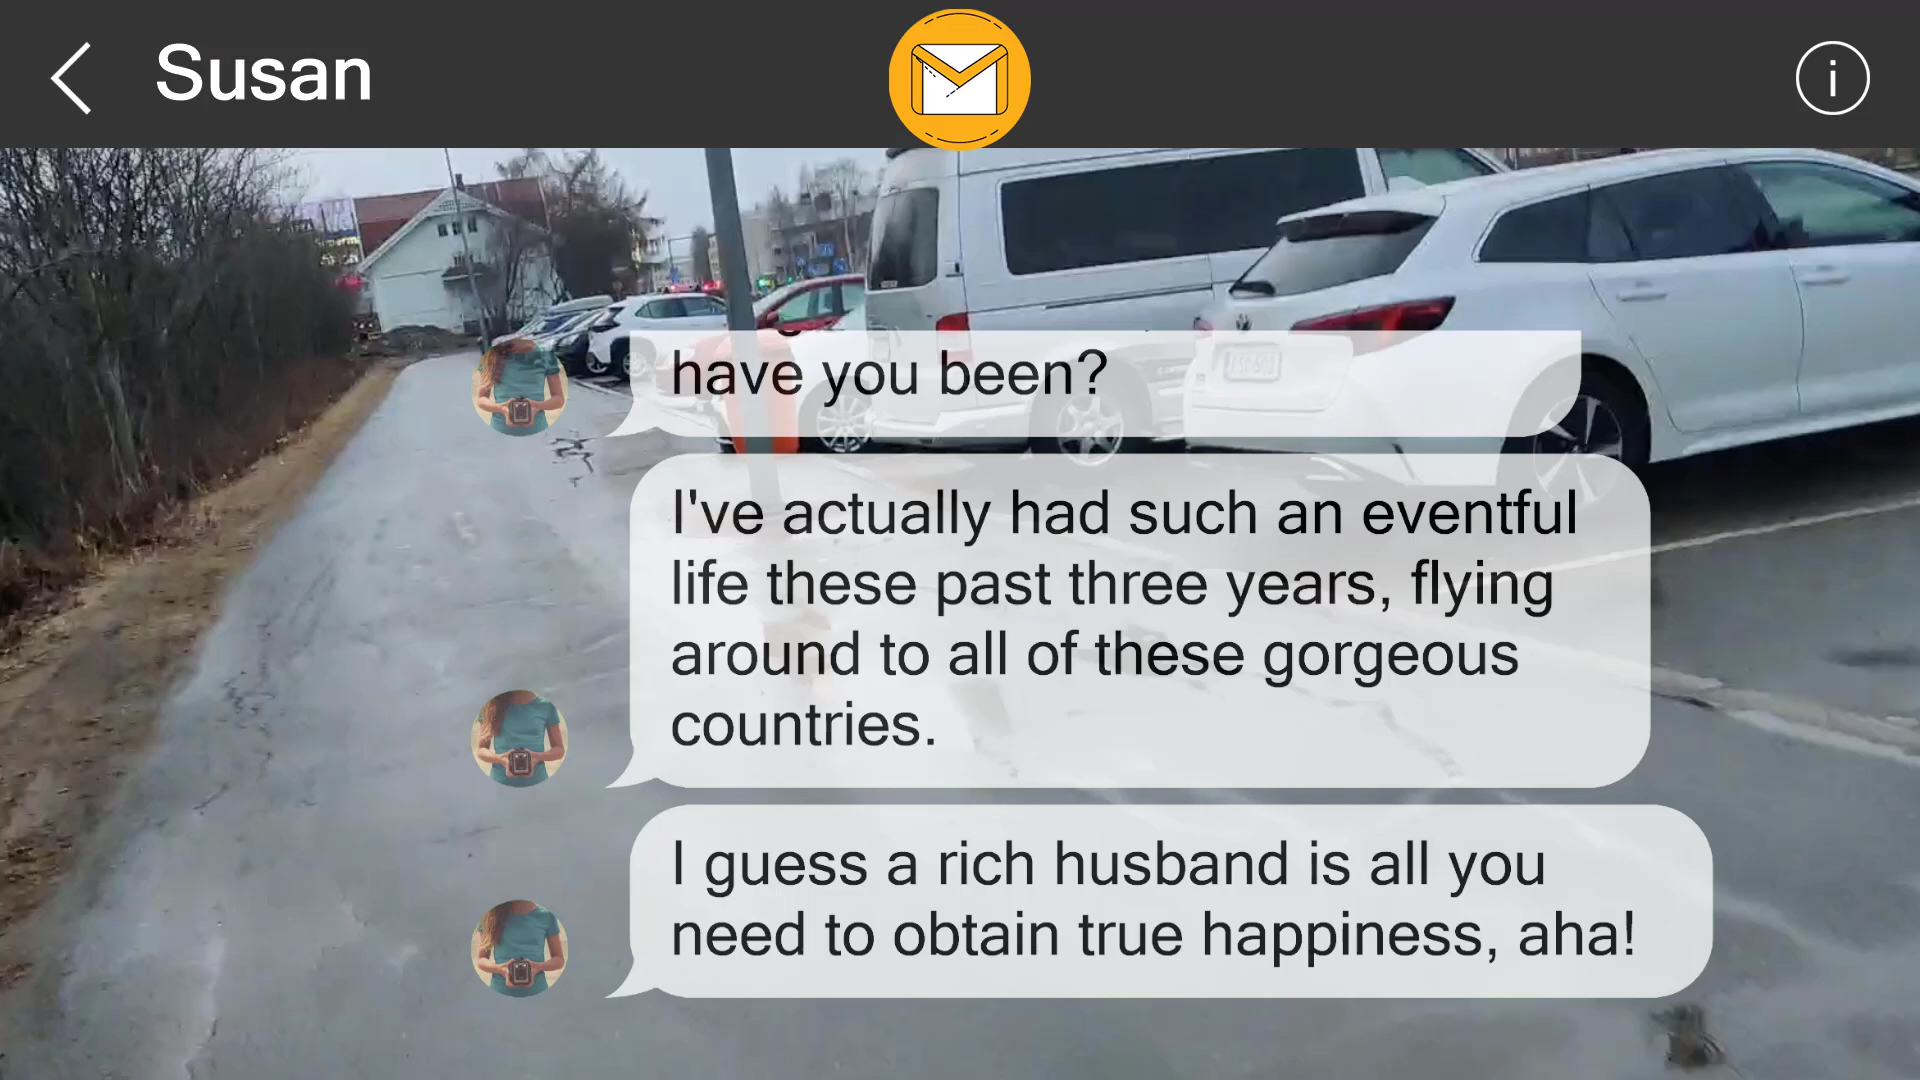 Susan
have you been?
I've actually had such an eventful
life these past three years, flying
around to all of these gorgeous
countries.
I guess a rich husband is all you
need to obtain true happiness, aha!